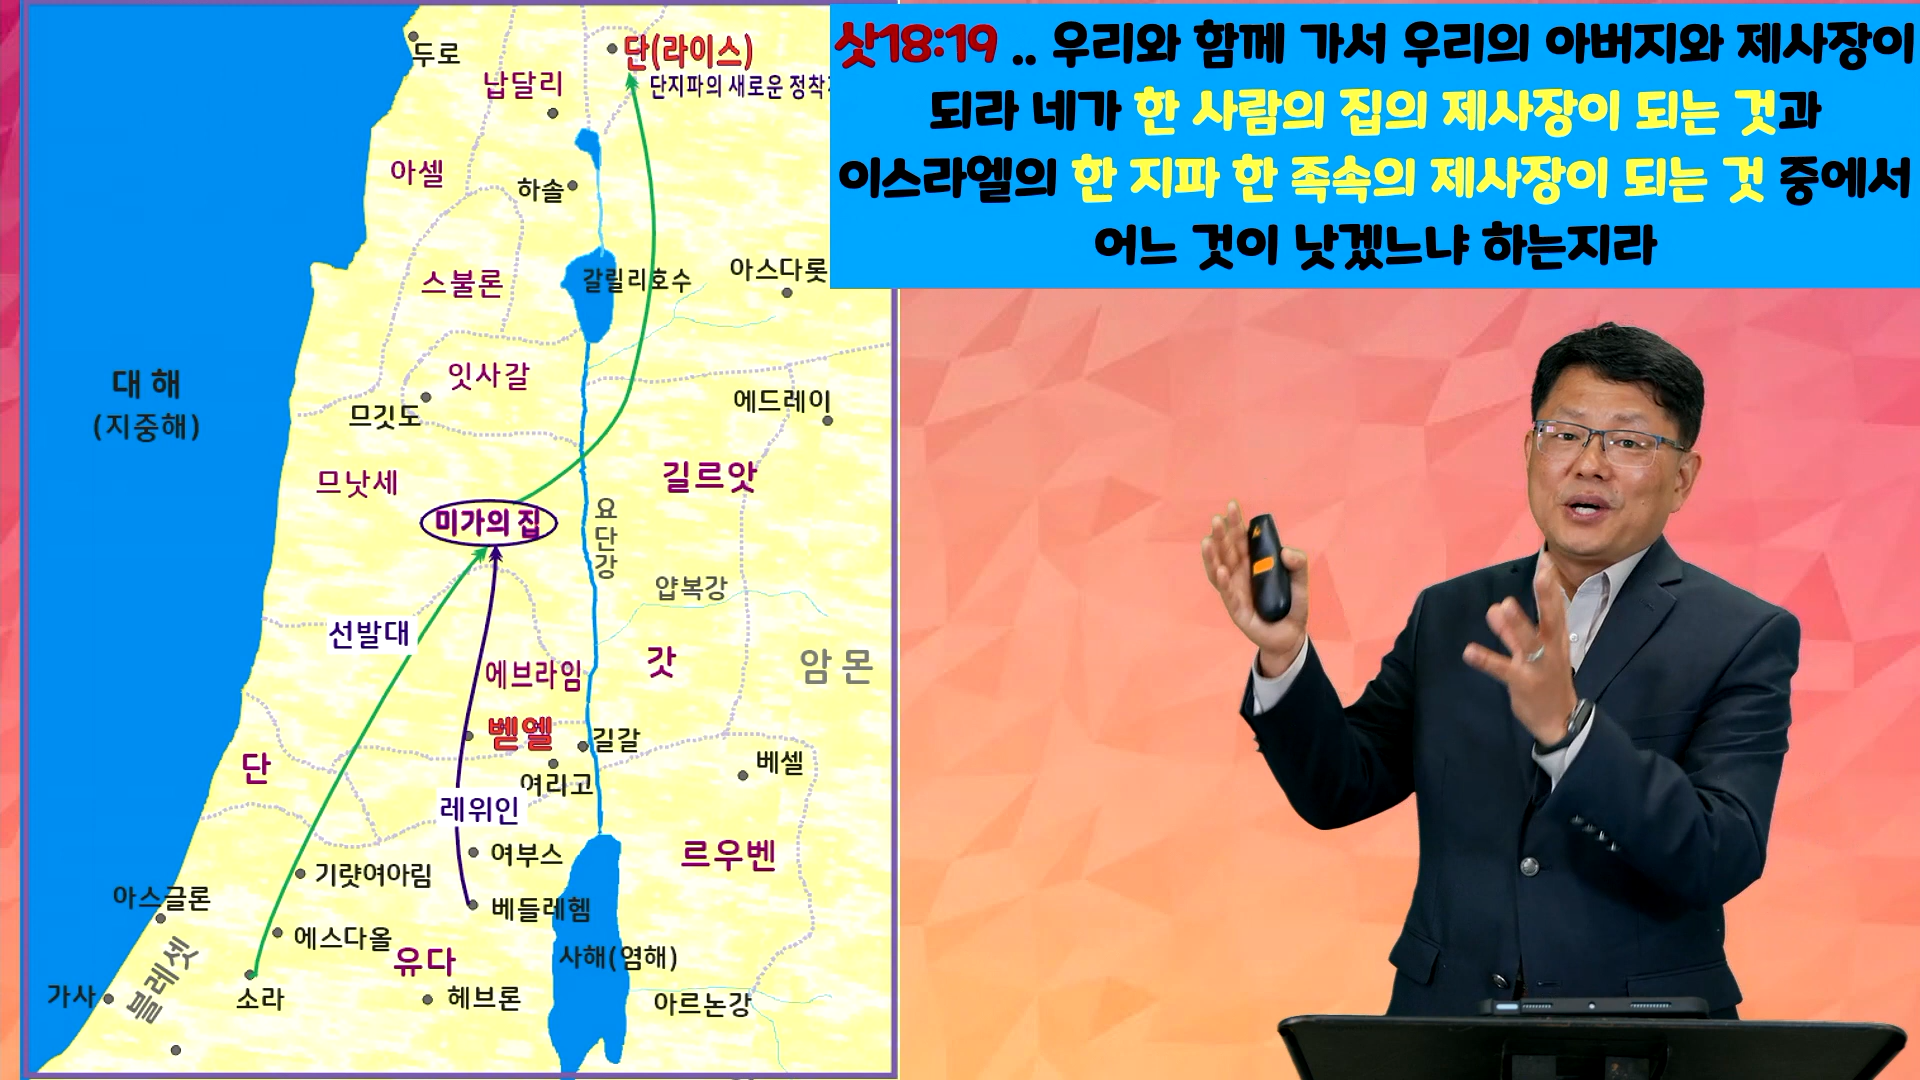 삿18:19 .. 우리와 함께 가서 우리의 아버지와 제사장이
되라 네가 한 사람의 집의 제사장이 되는 것과
이스라엘의 한 지파 한 족속의 제사장이 되는 것 중에서
어느 것이 낫겠느냐 하는지라
두로
단(라이스)
단지파의 새로운 정착
납달리
아셀
하솔
스불론
갈릴리호수
아스다롯
대 해
(지중해)
잇사갈
므깃도
에드레이
므낫세
길르앗
미가의 집
요단강
얍복강
선발대
에브라임
갓
암 몬
벧엘
길갈
단
여리고
베셀
레위인
여부스
르우벤
기럇여아림
아스글론
베들레헴
에스다올
유다
사해(염해)
블레셋
가사
소라
헤브론
아르논강